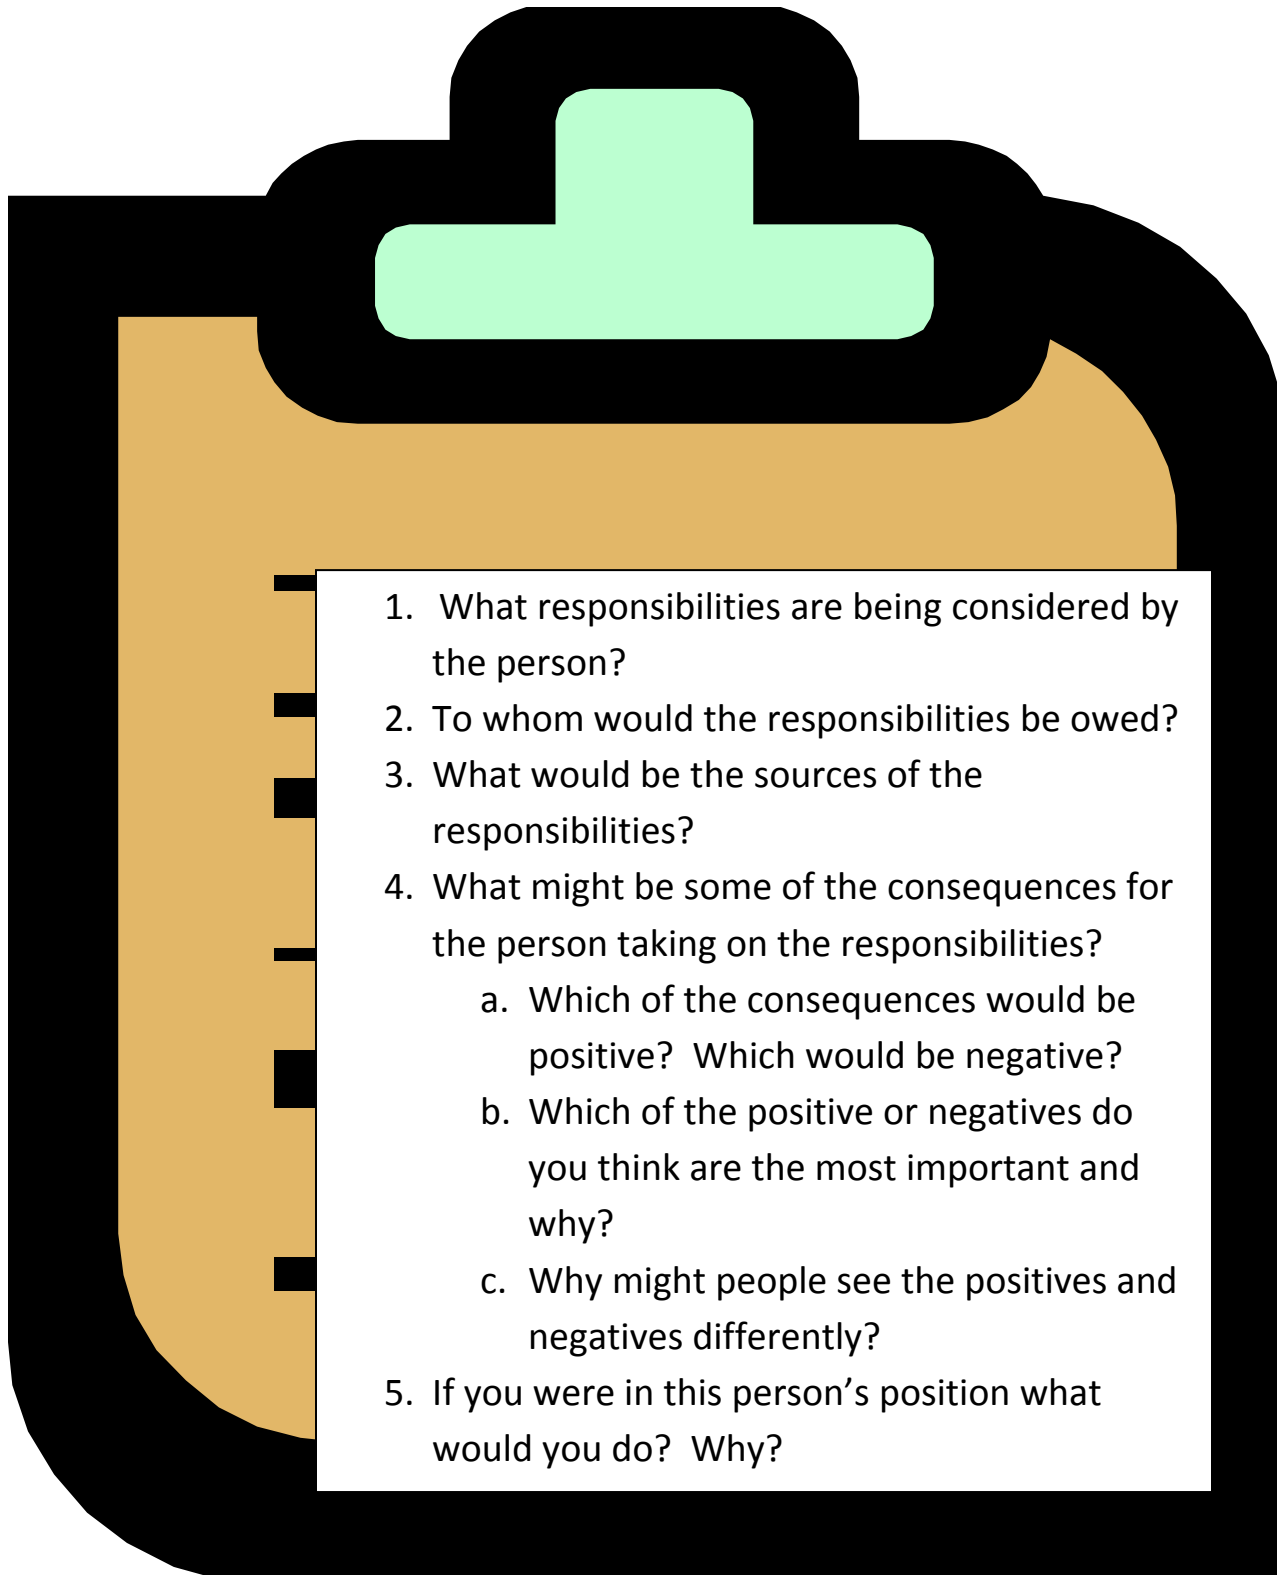 1. What responsibilities are being considered by
the person?
2. To whom would the responsibilities be owed?
3. What would be the sources of the
responsibilities?
4. What might be some of the consequences for
the person taking on the responsibilities?
a. Which of the consequences would be
positive? Which would be negative?
b. Which of the positive or negatives do
you think are the most important and
why?
c. Why might people see the positives and
negatives differently?
5. If you were in this person’s position what
would you do? Why?